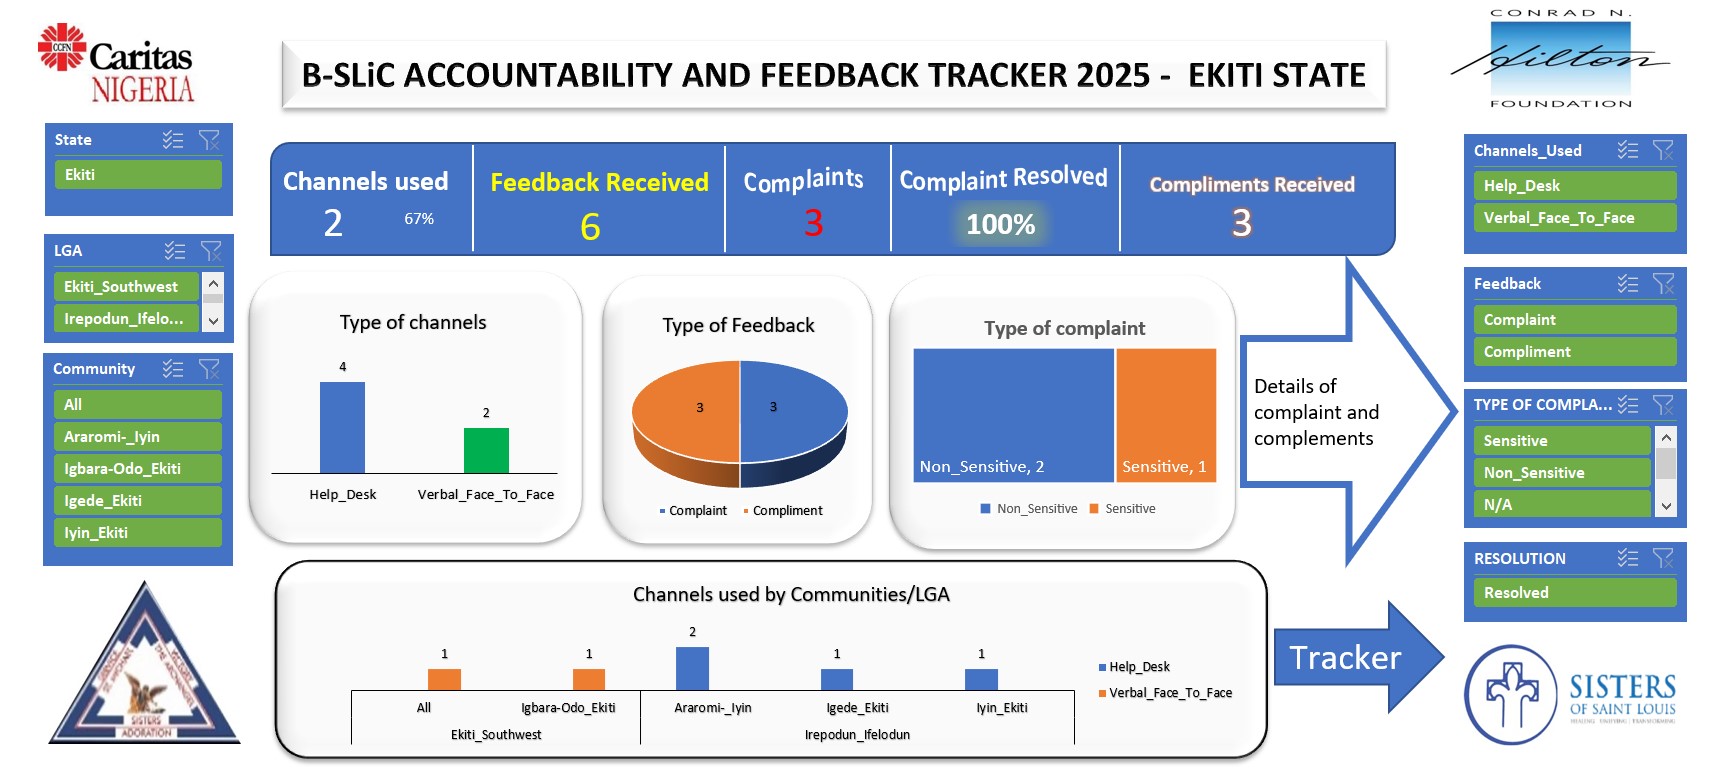 CCFN
Caritas
NIGERIA
B-SLiC ACCOUNTABILITY AND FEEDBACK TRACKER 2025 - EKITI STATE
CONRAD N.
Hilton
FOUNDATION
State
Ekiti
LGA
Ekiti_Southwest
Irepodun_Ifelo...
Community
All
Araromi-_Iyin
Igbara-Odo_Ekiti
Igede_Ekiti
Iyin_Ekiti
Channels used
2 67%
Feedback Received
6
Complaints
3
Complaint Resolved
100%
Compliments Received
3
Type of channels
4
2
Help_Desk Verbal_Face_To_Face
Type of Feedback
3 3
Complaint Compliment
Type of complaint
Non_Sensitive, 2 Sensitive, 1
Non_Sensitive Sensitive
Details of
complaint and
complements
Channels_Used
Help_Desk
Verbal_Face_To_Face
Feedback
Complaint
Compliment
TYPE OF COMPLA...
Sensitive
Non_Sensitive
N/A
RESOLUTION
Resolved
Channels used by Communities/LGA
1 1 2 1 1
All Igbara-Odo_Ekiti Araromi-_Iyin Igede_Ekiti Iyin_Ekiti
Ekiti_Southwest Irepodun_Ifelodun
Help_Desk
Verbal_Face_To_Face
Tracker
SISTERS
ADORATION
SISTERS
OF SAINT LOUIS
HEALING | UNIFYING | TRANSFORMING